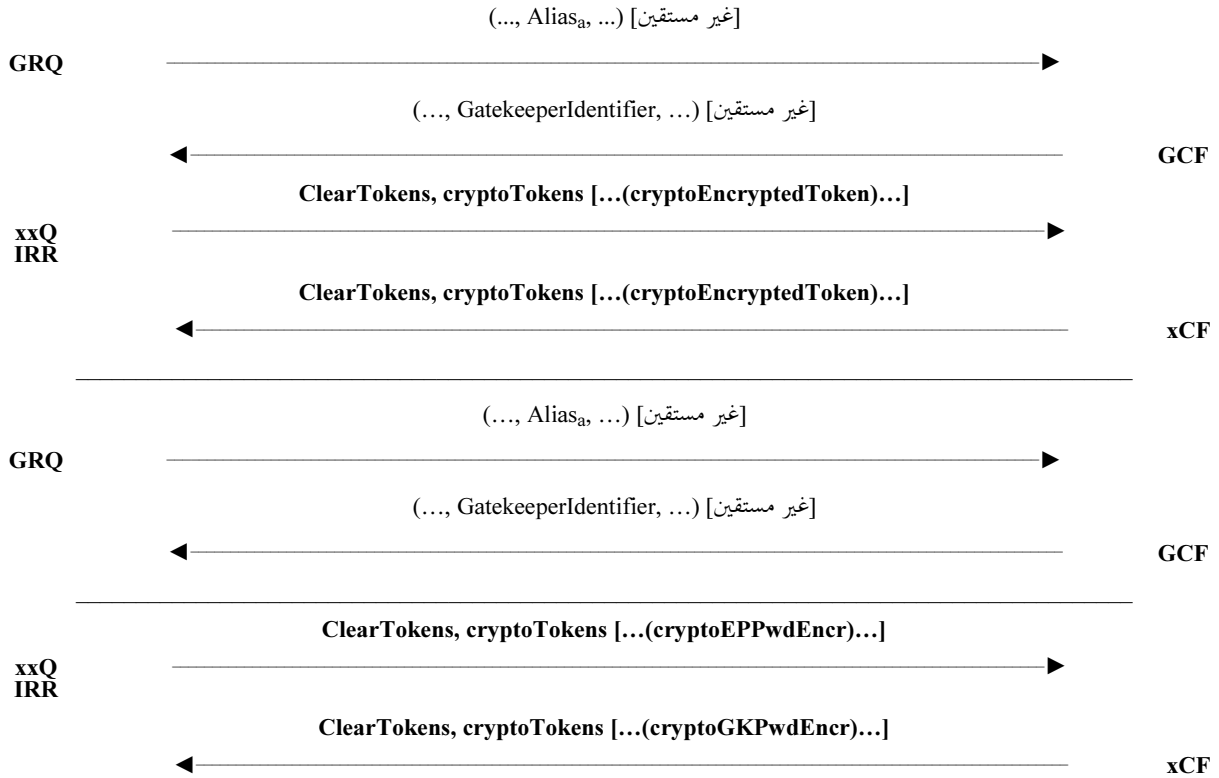 (..., Aliasₐ, ...) [غير مستقين]
GRQ
(…, GatekeeperIdentifier, …) [غير مستقين]
GCF
ClearTokens, cryptoTokens […(cryptoEncryptedToken)…]
xxQ
IRR
ClearTokens, cryptoTokens […(cryptoEncryptedToken)…]
xCF
(…, Aliasₐ, …) [غير مستقين]
GRQ
(…, GatekeeperIdentifier, …) [غير مستقين]
GCF
ClearTokens, cryptoTokens […(cryptoEPPwdEncr)…]
xxQ
IRR
ClearTokens, cryptoTokens […(cryptoGKPwdEncr)…]
xCF